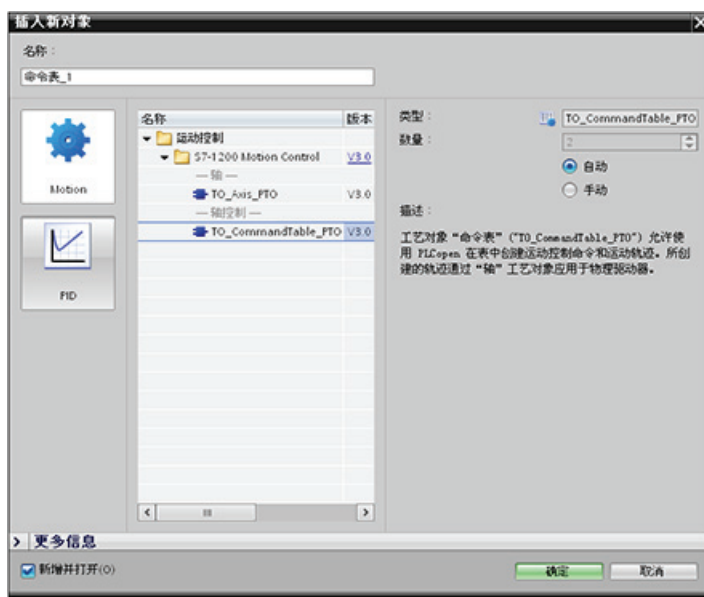 插入新对象
名称：
命令表_1
Motion
PID
名称 版本
运动控制
S7-1200 Motion Control V3.0
—轴—
TO_Axis_PTO V3.0
—轴控制—
TO_CommandTable_PTO V3.0
类型： TO_CommandTable_PTO
数量： 2
自动
手动
描述：
工艺对象“命令表”（“TO_CommandTable_PTO”）允许使
用 PLCopen 在表中创建运动控制命令和运动轨迹。所创
建的轨迹通过“轴”工艺对象应用于物理驱动器。
更多信息
新增并打开(O)
确定 取消